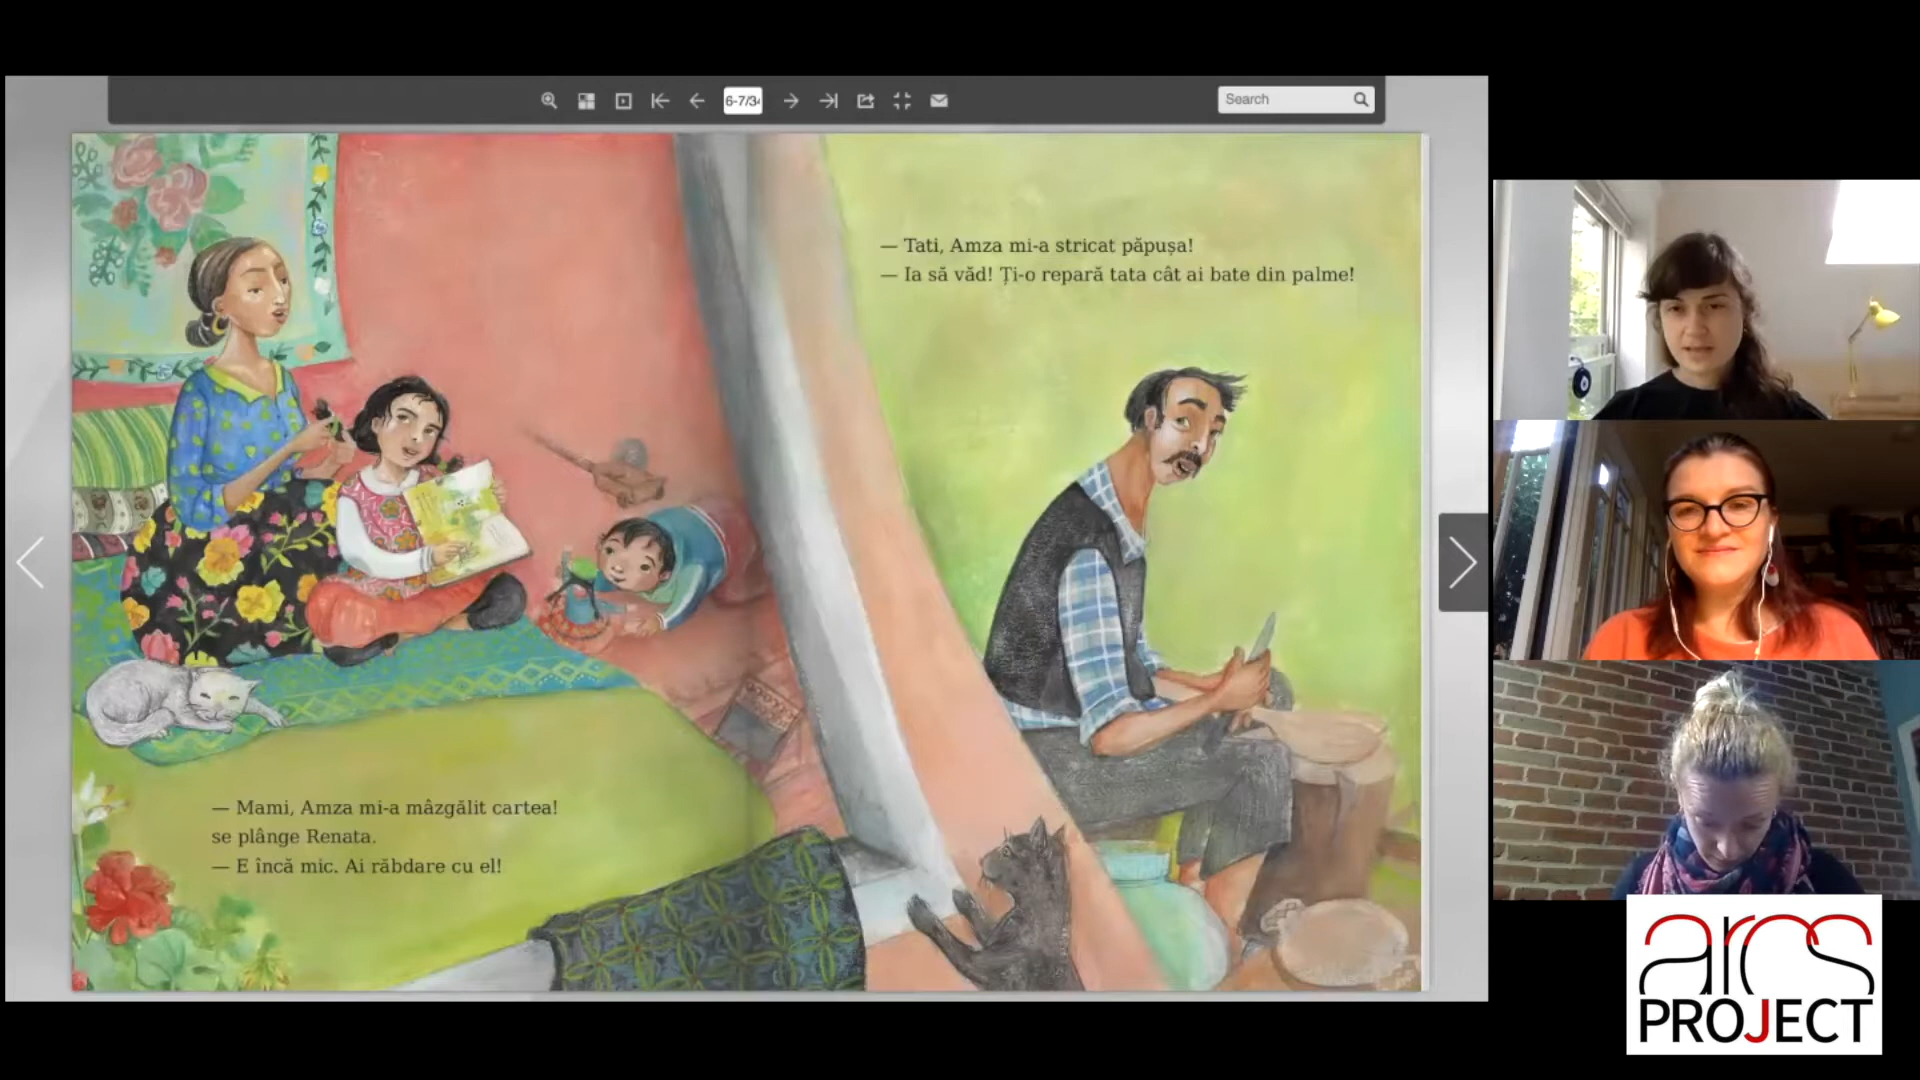 6-7/34
Search
— Tati, Amza mi-a stricat păpușa!
— Ia să văd! Ți-o repară tata cât ai bate din palme!
— Mami, Amza mi-a mâzgălit cartea!
se plânge Renata.
— E încă mic. Ai răbdare cu el!
arcs
PROJECT